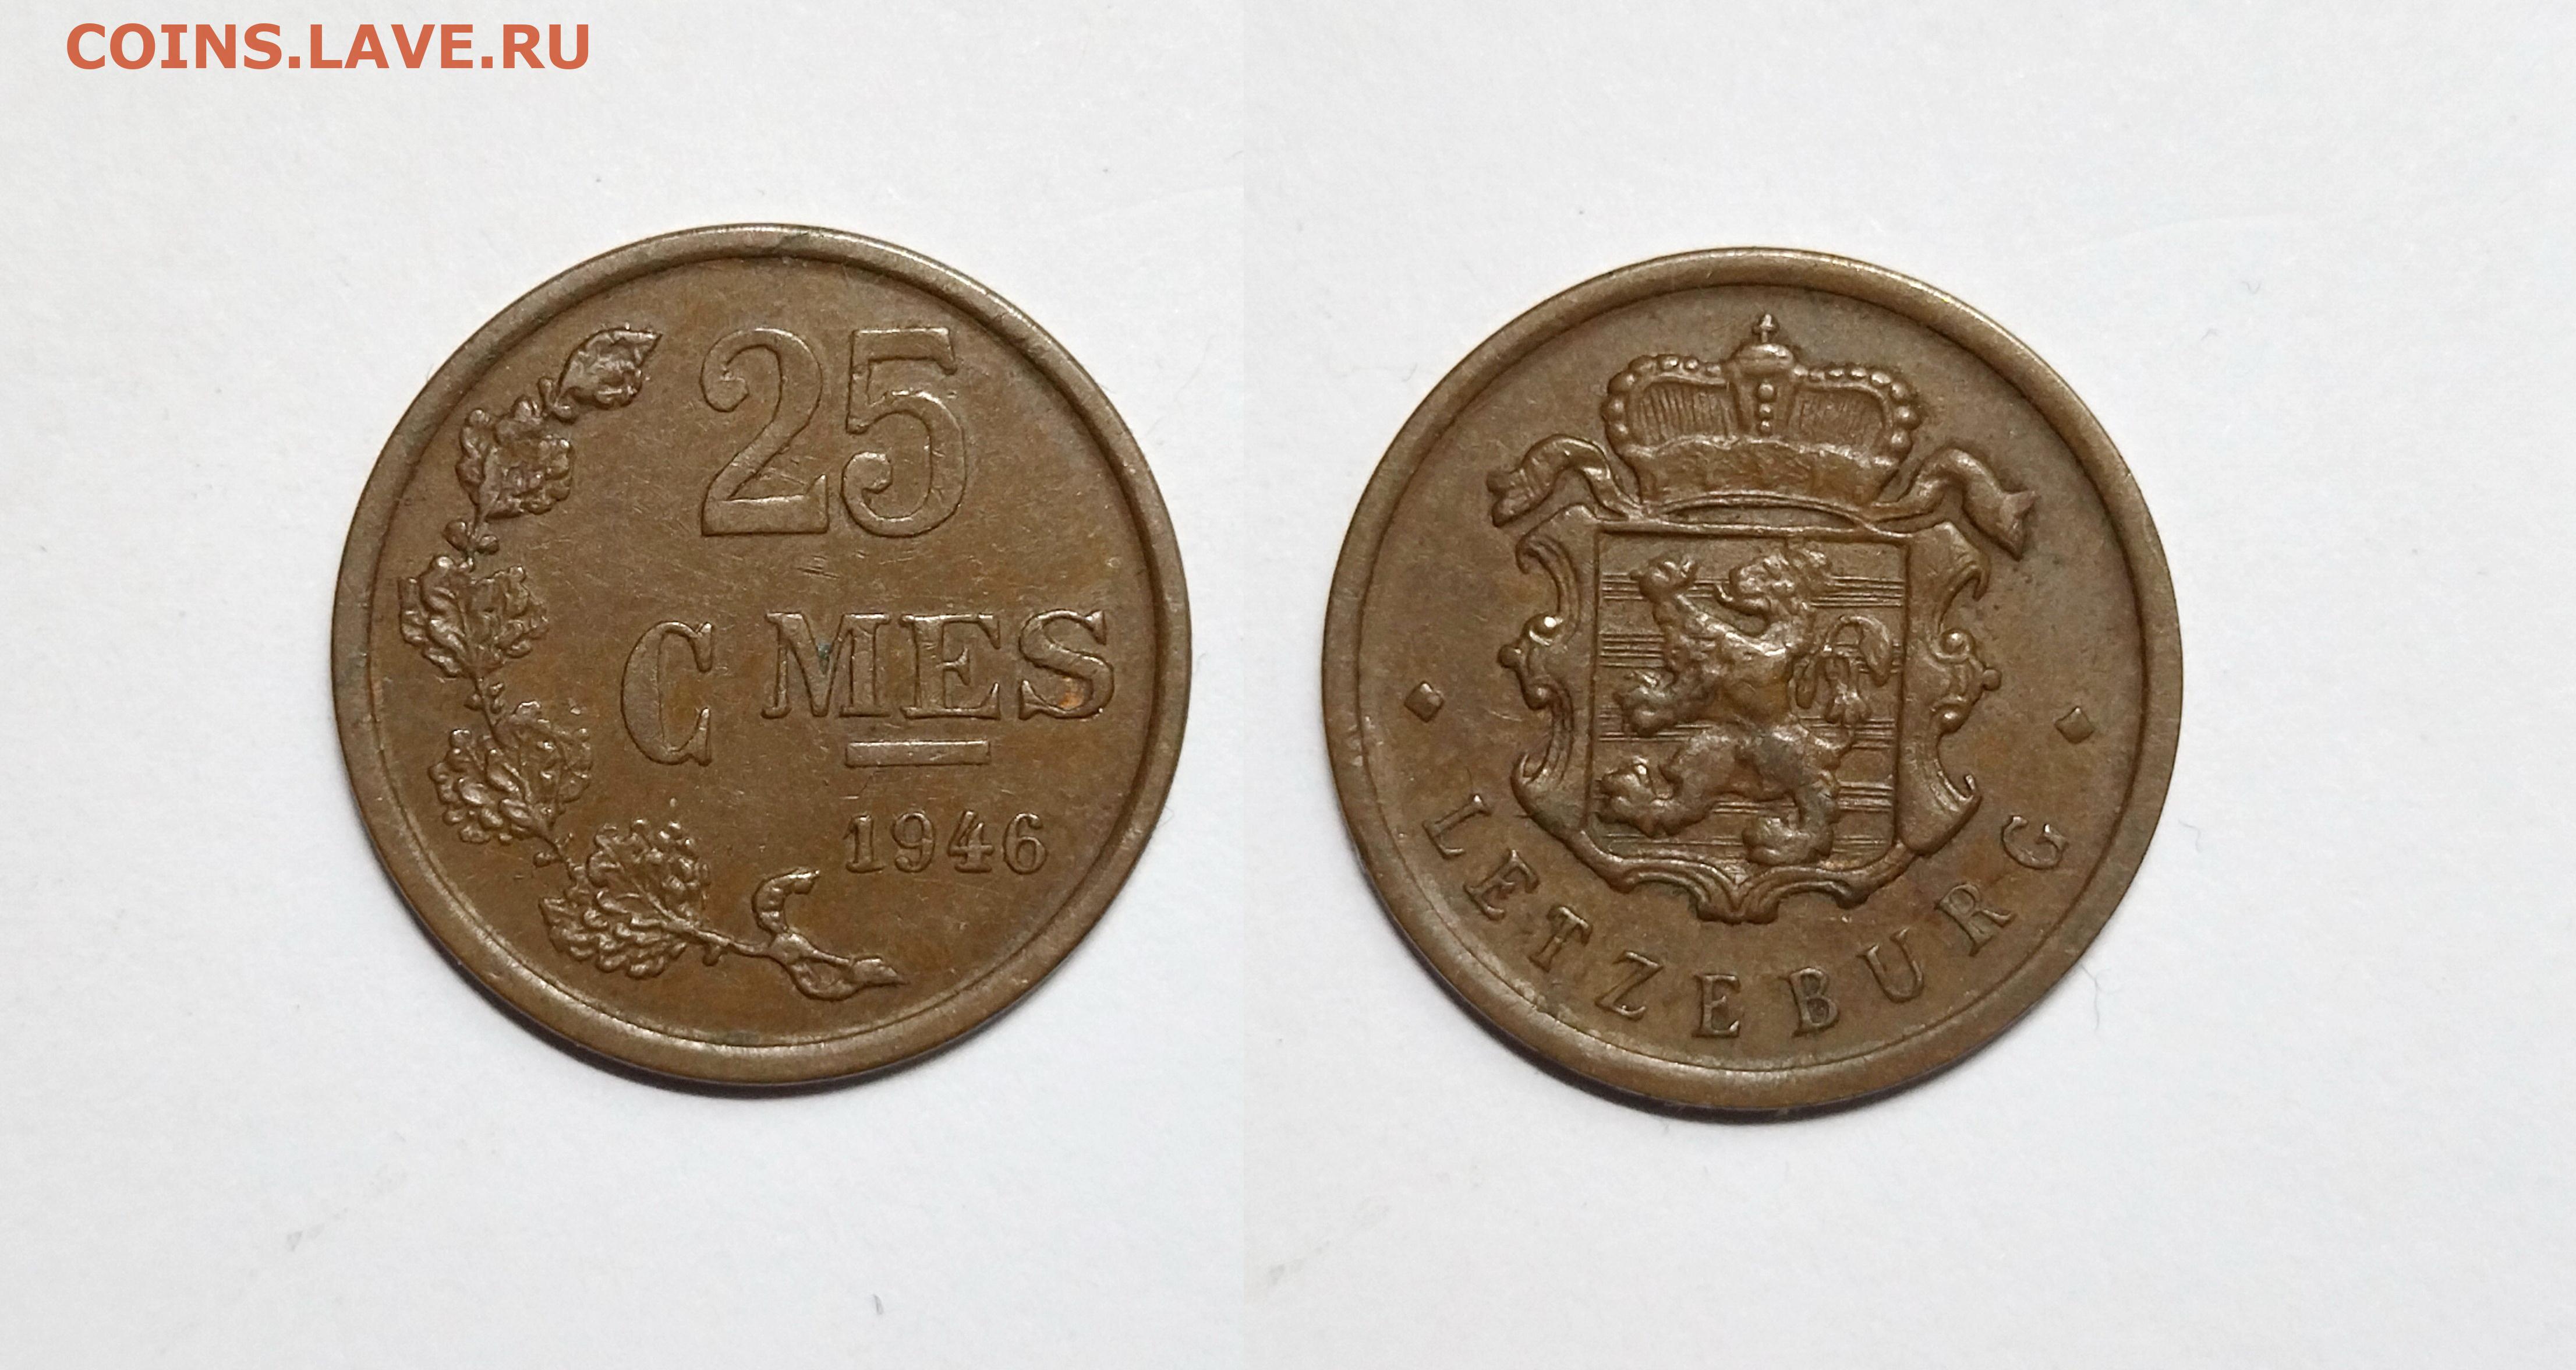 COINS.LAVE.RU
25
C MES
1946
LETZEBURG